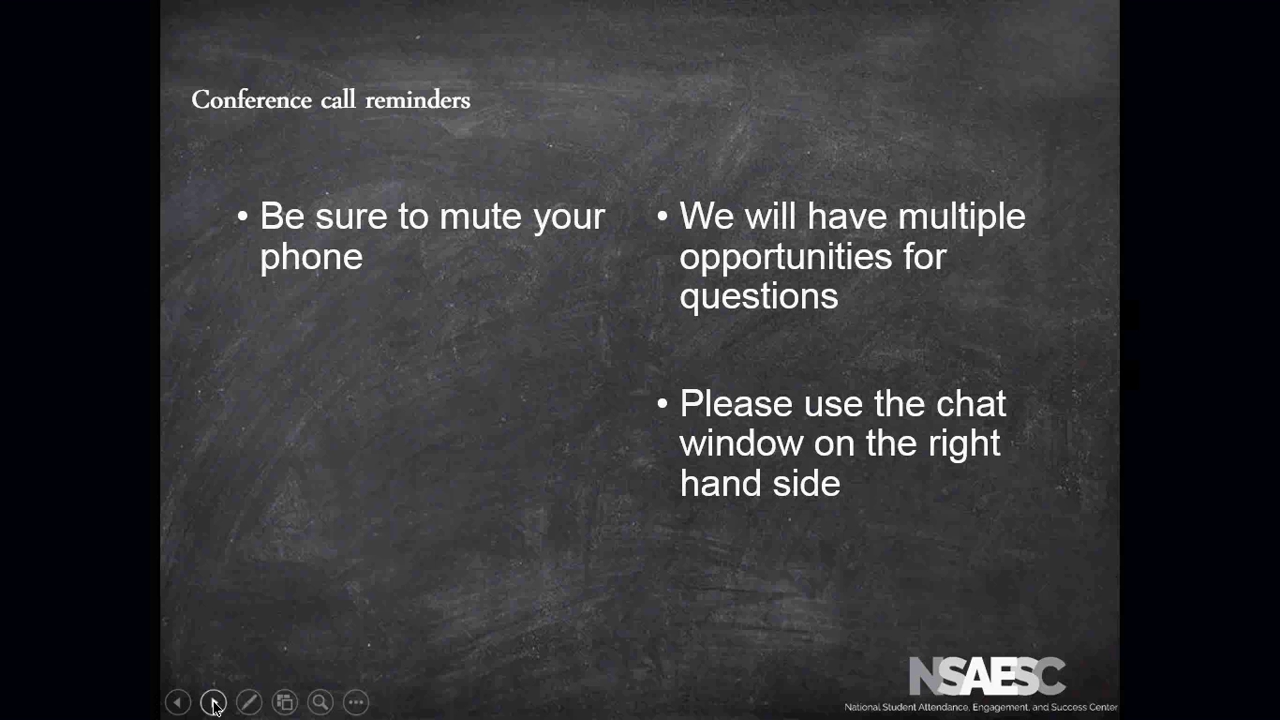 Conference call reminders
• Be sure to mute your
phone
• We will have multiple
opportunities for
questions
• Please use the chat
window on the right
hand side
NSAESC
National Student Attendance, Engagement, and Success Center